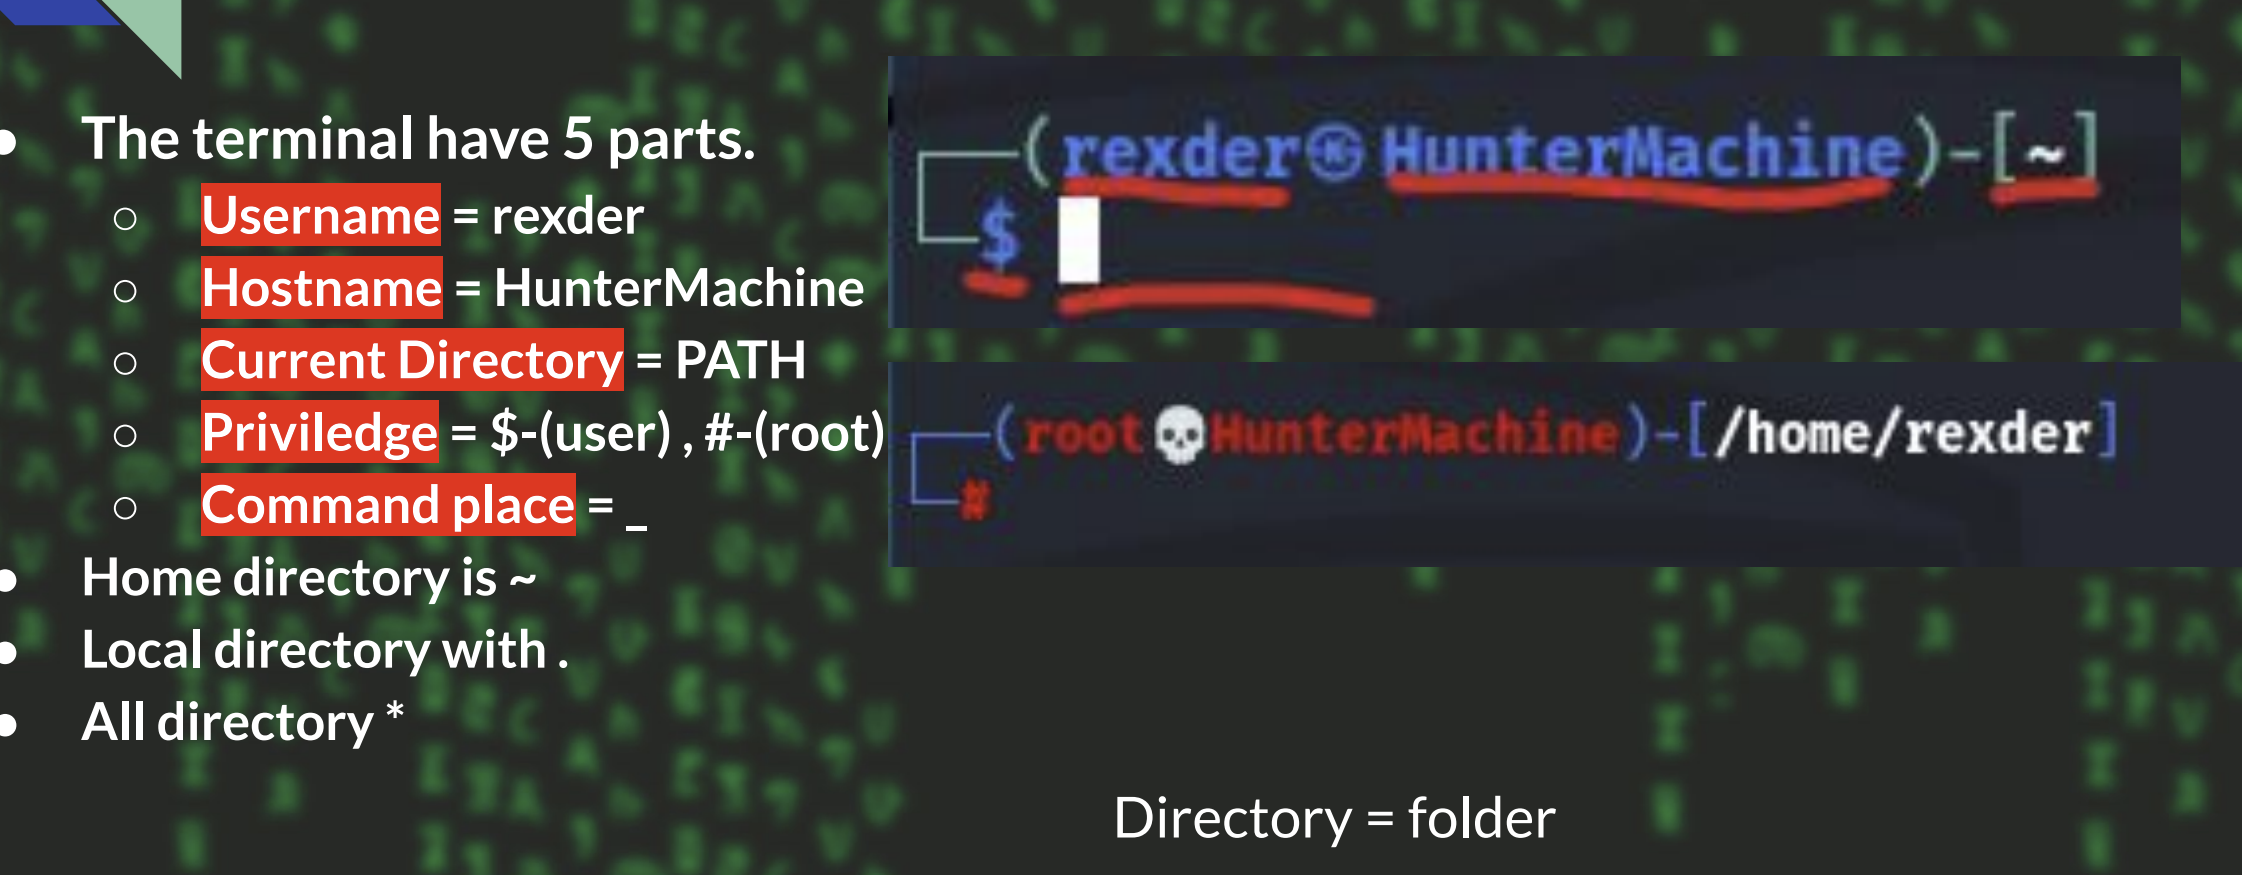 The terminal have 5 parts.
Username = rexder
Hostname = HunterMachine
Current Directory = PATH
Priviledge = $-(user) , #-(root)
Command place = _
Home directory is ~
Local directory with .
All directory *
(rexder㉿HunterMachine)-[~]
$
(root💀HunterMachine)-[/home/rexder]
#
Directory = folder